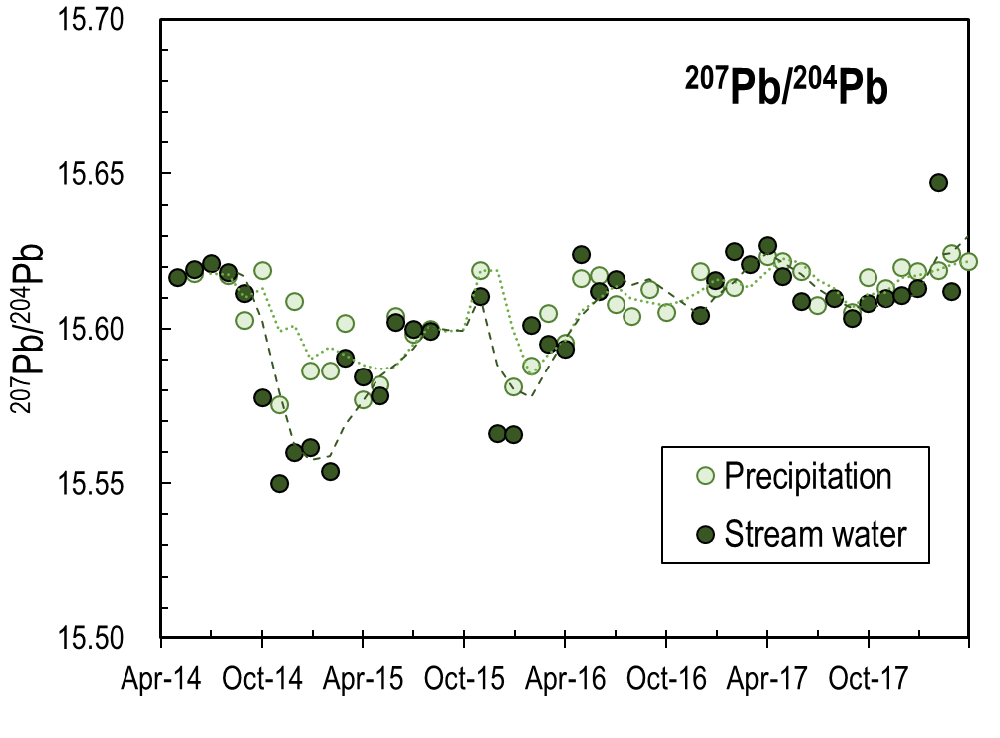 15.70
15.65
15.60
15.55
15.50
²⁰⁷Pb/²⁰⁴Pb
²⁰⁷Pb/²⁰⁴Pb
Precipitation
Stream water
Apr-14 Oct-14 Apr-15 Oct-15 Apr-16 Oct-16 Apr-17 Oct-17